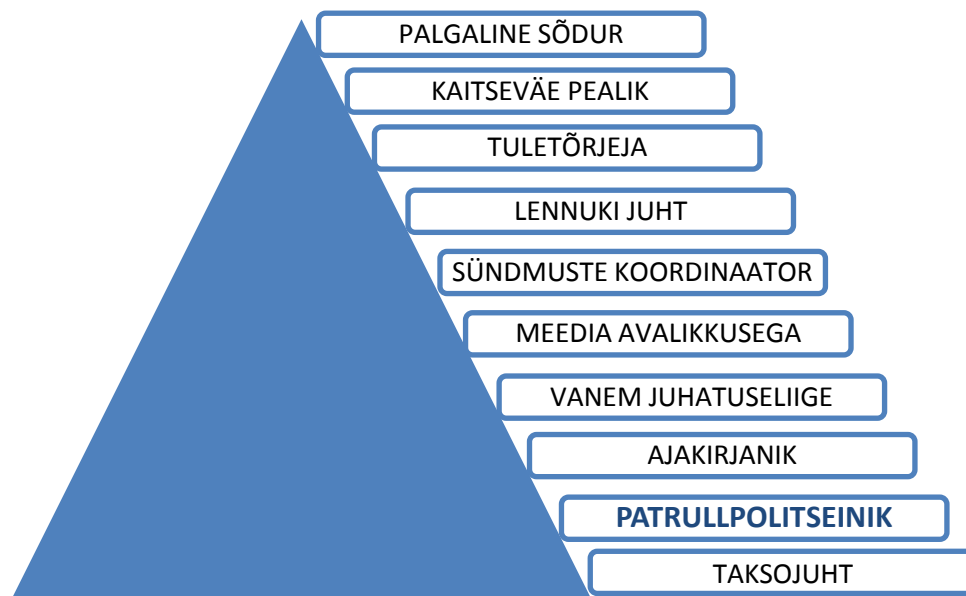 PALGALINE SÕDUR
KAITSEVÄE PEALIK
TULETÕRJEJA
LENNUKI JUHT
SÜNDMUSTE KOORDINAATOR
MEEDIA AVALIKKUSEGA
VANEM JUHATUSELIIGE
AJAKIRJANIK
PATRULLPOLITSEINIK
TAKSOJUHT